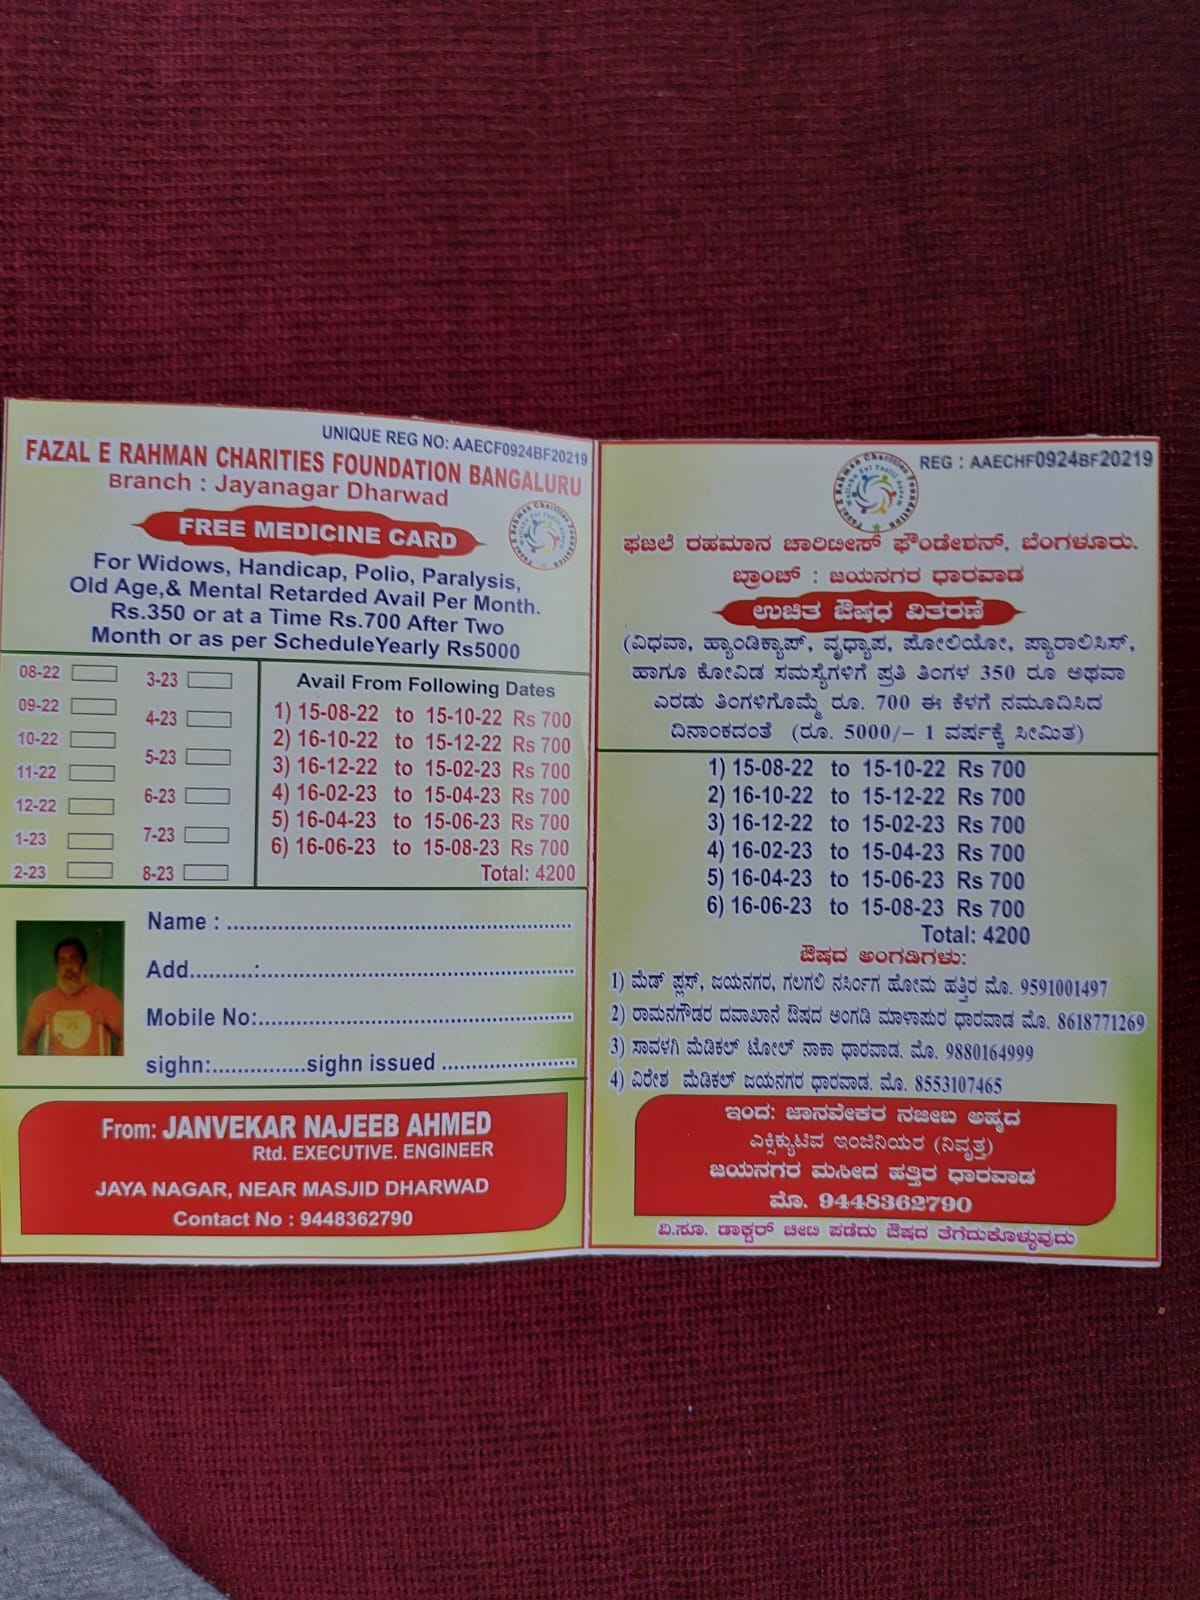 UNIQUE REG NO: AAECF0924BF20219
FAZAL E RAHMAN CHARITIES FOUNDATION BANGALURU
Branch : Jayanagar Dharwad
FREE MEDICINE CARD
For Widows, Handicap, Polio, Paralysis,
Old Age,& Mental Retarded Avail Per Month.
Rs.350 or at a Time Rs.700 After Two
Month or as per ScheduleYearly Rs5000
08-22
09-22
10-22
11-22
12-22
1-23
2-23
3-23
4-23
5-23
6-23
7-23
8-23
Avail From Following Dates
1) 15-08-22 to 15-10-22 Rs 700
2) 16-10-22 to 15-12-22 Rs 700
3) 16-12-22 to 15-02-23 Rs 700
4) 16-02-23 to 15-04-23 Rs 700
5) 16-04-23 to 15-06-23 Rs 700
6) 16-06-23 to 15-08-23 Rs 700
Total: 4200
Name : ......................................................
Add..........:.................................................
Mobile No:.................................................
sighn:...............sighn issued .....................
From: JANVEKAR NAJEEB AHMED
Rtd. EXECUTIVE. ENGINEER
JAYA NAGAR, NEAR MASJID DHARWAD
Contact No : 9448362790
REG : AAECHF0924BF20219
Fazal E Rahman Charities Foundation
ಫಜಲೆ ರಹಮಾನ ಚಾರಿಟೀಸ್ ಫೌಂಡೇಶನ್, ಬೆಂಗಳೂರು.
ಬ್ರಾಂಚ್ : ಜಯನಗರ ಧಾರವಾಡ
ಉಚಿತ ಔಷಧ ವಿತರಣೆ
(ವಿಧವಾ, ಹ್ಯಾಂಡಿಕ್ಯಾಪ್, ವೃಧ್ಯಾಪ, ಪೋಲಿಯೋ, ಪ್ಯಾರಾಲಿಸಿಸ್,
ಹಾಗೂ ಕೋವಿಡ ಸಮಸ್ಯೆಗಳಿಗೆ ಪ್ರತಿ ತಿಂಗಳ 350 ರೂ ಅಥವಾ
ಎರಡು ತಿಂಗಳಿಗೊಮ್ಮೆ ರೂ. 700 ಈ ಕೆಳಗೆ ನಮೂದಿಸಿದ
ದಿನಾಂಕದಂತೆ (ರೂ. 5000/- 1 ವರ್ಷಕ್ಕೆ ಸೀಮಿತ)
1) 15-08-22 to 15-10-22 Rs 700
2) 16-10-22 to 15-12-22 Rs 700
3) 16-12-22 to 15-02-23 Rs 700
4) 16-02-23 to 15-04-23 Rs 700
5) 16-04-23 to 15-06-23 Rs 700
6) 16-06-23 to 15-08-23 Rs 700
Total: 4200
ಔಷದ ಅಂಗಡಿಗಳು:
1) ಮೆಡ್ ಪ್ಲಸ್, ಜಯನಗರ, ಗಲಗಲಿ ನರ್ಸಿಂಗ ಹೋಮ ಹತ್ತಿರ ಮೊ. 9591001497
2) ರಾಮನಗೌಡರ ದವಾಖಾನೆ ಔಷದ ಅಂಗಡಿ ಮಾಳಾಪುರ ಧಾರವಾಡ ಮೊ. 8618771269
3) ಸಾವಳಗಿ ಮೆಡಿಕಲ್ ಟೋಲ್ ನಾಕಾ ಧಾರವಾಡ. ಮೊ. 9880164999
4) ವಿರೇಶ ಮೆಡಿಕಲ್ ಜಯನಗರ ಧಾರವಾಡ. ಮೊ. 8553107465
ಇಂದ: ಜಾನವೇಕರ ನಜೀಬ ಅಹ್ಮದ
ಎಕ್ಸಿಕ್ಯುಟಿವ ಇಂಜಿನಿಯರ (ನಿವೃತ್ತ)
ಜಯನಗರ ಮಸೀದ ಹತ್ತಿರ ಧಾರವಾಡ
ಮೊ. 9448362790
ವಿ.ಸೂ. ಡಾಕ್ಟರ್ ಚೀಟಿ ಪಡೆದು ಔಷದ ತೆಗೆದುಕೊಳ್ಳುವುದು